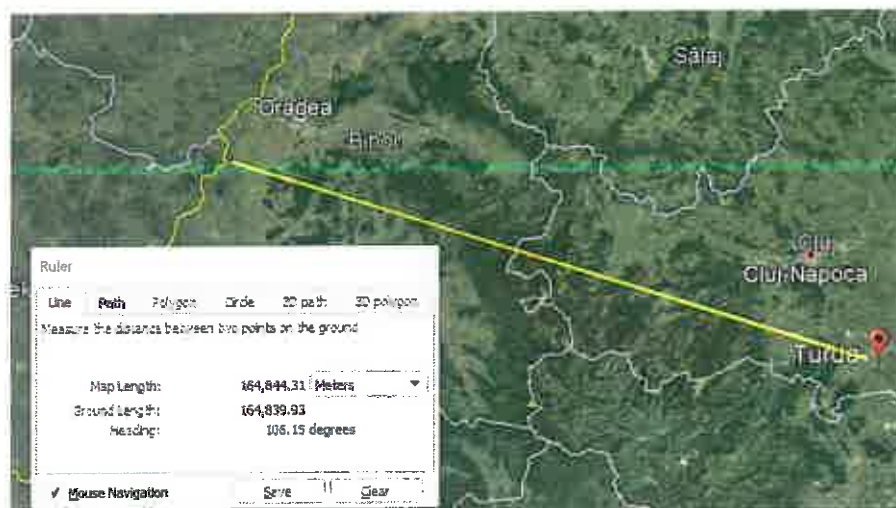 Sălaj
Oradea
Bihor
Cluj
Cluj-Napoca
Turda
Ruler
Line Path Polygon Circle 3D path 3D polygon
Measure the distance between two points on the ground
Map Length: 164,844.31 Meters
Ground Length: 164,839.93
Heading: 106.15 degrees
✓ Mouse Navigation Save Clear